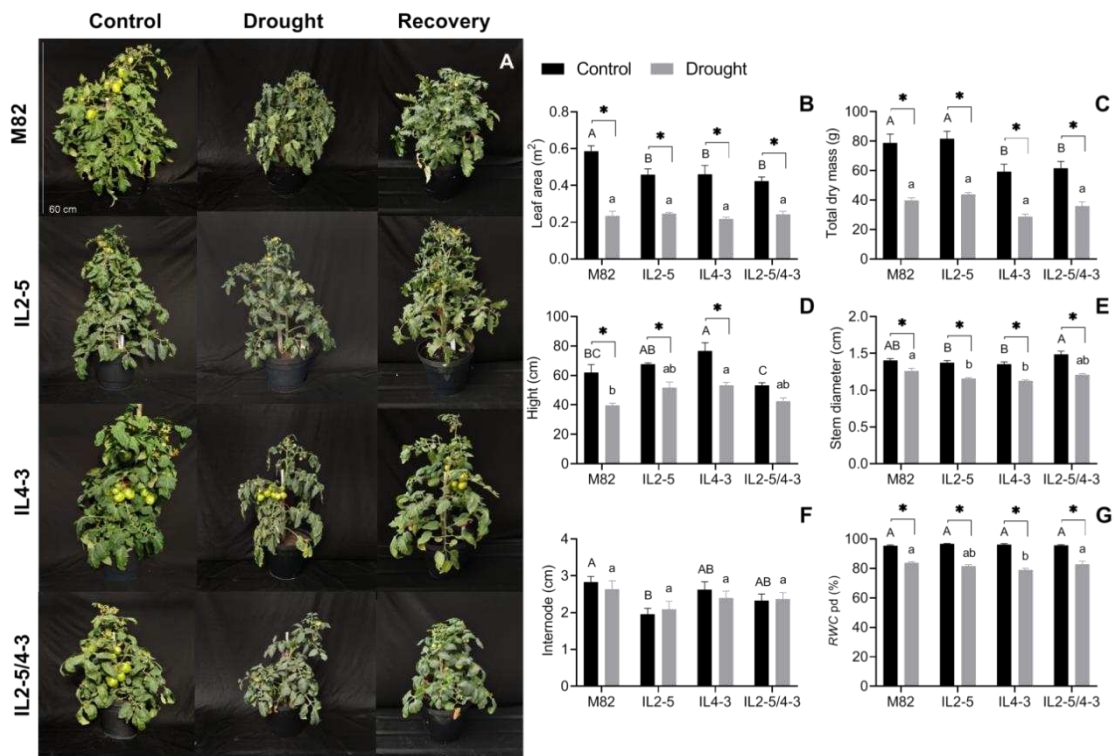 Control Drought Recovery
M82
IL2-5
IL4-3
IL2-5/4-3
A
60 cm
Control Drought
B
Leaf area (m²)
0.8
0.6
0.4
0.2
0.0
* * * *
A a B a B a B a
M82 IL2-5 IL4-3 IL2-5/4-3
C
Total dry mass (g)
100
80
60
40
20
0
* * * *
A a A a B a B a
M82 IL2-5 IL4-3 IL2-5/4-3
D
Hight (cm)
100
80
60
40
20
0
* * *
BC b AB ab A a C ab
M82 IL2-5 IL4-3 IL2-5/4-3
E
Stem diameter (cm)
2.0
1.5
1.0
0.5
0.0
* * * *
AB a B b B b A ab
M82 IL2-5 IL4-3 IL2-5/4-3
F
Internode (cm)
4
3
2
1
0
A a B a AB a AB a
M82 IL2-5 IL4-3 IL2-5/4-3
G
RWC pd (%)
100
80
60
40
20
0
* * * *
A a A ab A b A a
M82 IL2-5 IL4-3 IL2-5/4-3